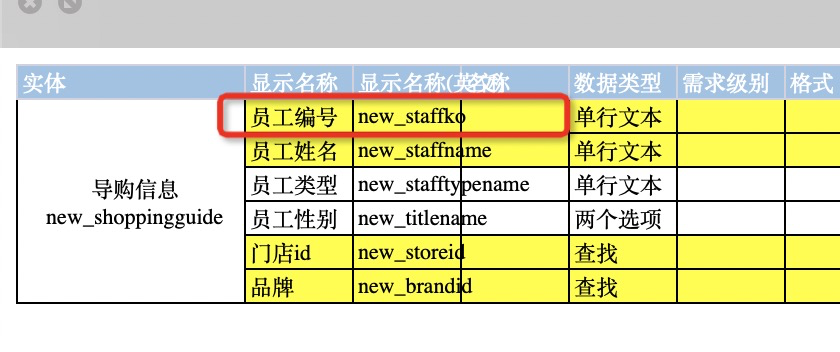 实体 显示名称 显示名称(英文) 名称 数据类型 需求级别 格式
员工编号 new_staffko 单行文本
员工姓名 new_staffname 单行文本
导购信息
new_shoppingguide
员工类型 new_stafftypename 单行文本
员工性别 new_titlename 两个选项
门店id new_storeid 查找
品牌 new_brandid 查找